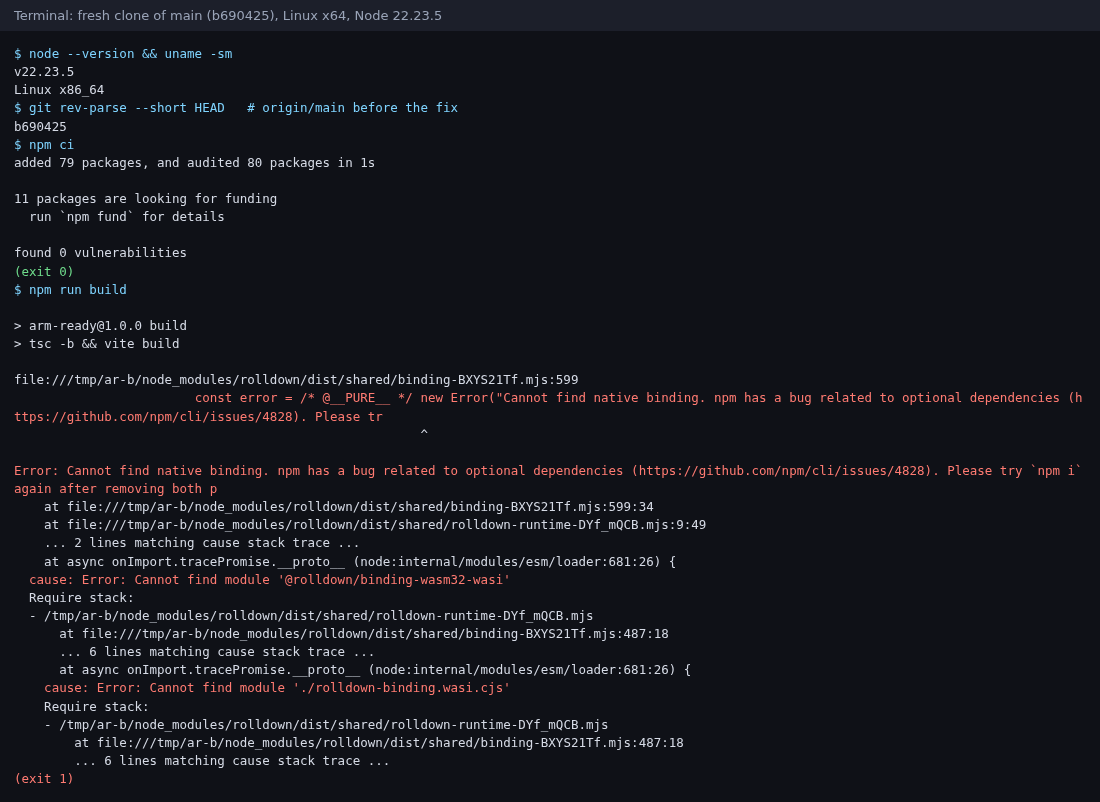 Terminal: fresh clone of main (b690425), Linux x64, Node 22.23.5
$ node --version && uname -sm
v22.23.5
Linux x86_64
$ git rev-parse --short HEAD   # origin/main before the fix
b690425
$ npm ci
added 79 packages, and audited 80 packages in 1s

11 packages are looking for funding
  run `npm fund` for details

found 0 vulnerabilities
(exit 0)
$ npm run build

> arm-ready@1.0.0 build
> tsc -b && vite build

file:///tmp/ar-b/node_modules/rolldown/dist/shared/binding-BXYS21Tf.mjs:599
                        const error = /* @__PURE__ */ new Error("Cannot find native binding. npm has a bug related to optional dependencies (h
ttps://github.com/npm/cli/issues/4828). Please tr
                                                      ^

Error: Cannot find native binding. npm has a bug related to optional dependencies (https://github.com/npm/cli/issues/4828). Please try `npm i`
again after removing both p
    at file:///tmp/ar-b/node_modules/rolldown/dist/shared/binding-BXYS21Tf.mjs:599:34
    at file:///tmp/ar-b/node_modules/rolldown/dist/shared/rolldown-runtime-DYf_mQCB.mjs:9:49
    ... 2 lines matching cause stack trace ...
    at async onImport.tracePromise.__proto__ (node:internal/modules/esm/loader:681:26) {
  cause: Error: Cannot find module '@rolldown/binding-wasm32-wasi'
  Require stack:
  - /tmp/ar-b/node_modules/rolldown/dist/shared/rolldown-runtime-DYf_mQCB.mjs
      at file:///tmp/ar-b/node_modules/rolldown/dist/shared/binding-BXYS21Tf.mjs:487:18
      ... 6 lines matching cause stack trace ...
      at async onImport.tracePromise.__proto__ (node:internal/modules/esm/loader:681:26) {
    cause: Error: Cannot find module './rolldown-binding.wasi.cjs'
    Require stack:
    - /tmp/ar-b/node_modules/rolldown/dist/shared/rolldown-runtime-DYf_mQCB.mjs
        at file:///tmp/ar-b/node_modules/rolldown/dist/shared/binding-BXYS21Tf.mjs:487:18
        ... 6 lines matching cause stack trace ...
(exit 1)